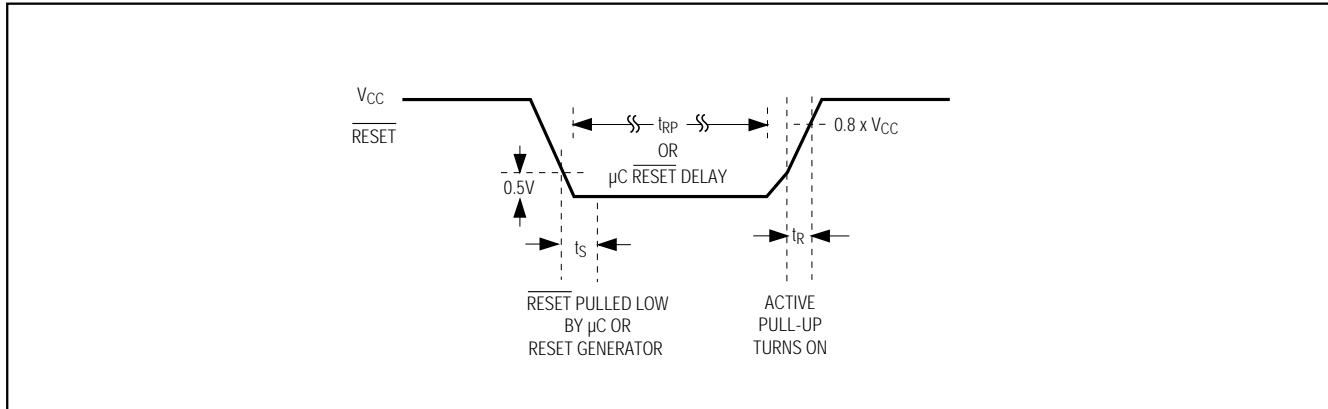 VCC
RESET
tRP
OR
µC RESET DELAY
0.8 x VCC
0.5V
tS
tR
RESET PULLED LOW
BY µC OR
RESET GENERATOR
ACTIVE
PULL-UP
TURNS ON